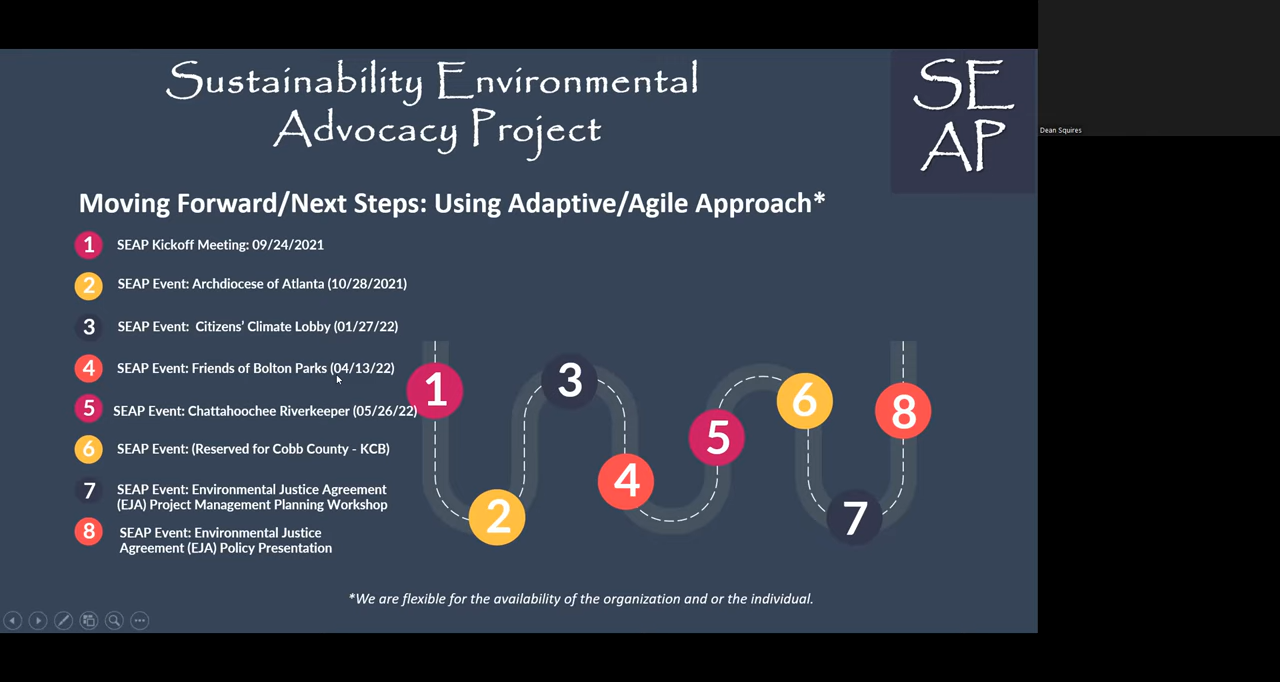 Sustainability Environmental
Advocacy Project
SE
AP
Dean Squires
Moving Forward/Next Steps: Using Adaptive/Agile Approach*
1 SEAP Kickoff Meeting: 09/24/2021
2 SEAP Event: Archdiocese of Atlanta (10/28/2021)
3 SEAP Event:  Citizens’ Climate Lobby (01/27/22)
4 SEAP Event: Friends of Bolton Parks (04/13/22)
5 SEAP Event: Chattahoochee Riverkeeper (05/26/22)
6 SEAP Event: (Reserved for Cobb County - KCB)
7 SEAP Event: Environmental Justice Agreement
(EJA) Project Management Planning Workshop
8 SEAP Event: Environmental Justice
Agreement (EJA) Policy Presentation
1
2
3
4
5
6
7
8
*We are flexible for the availability of the organization and or the individual.